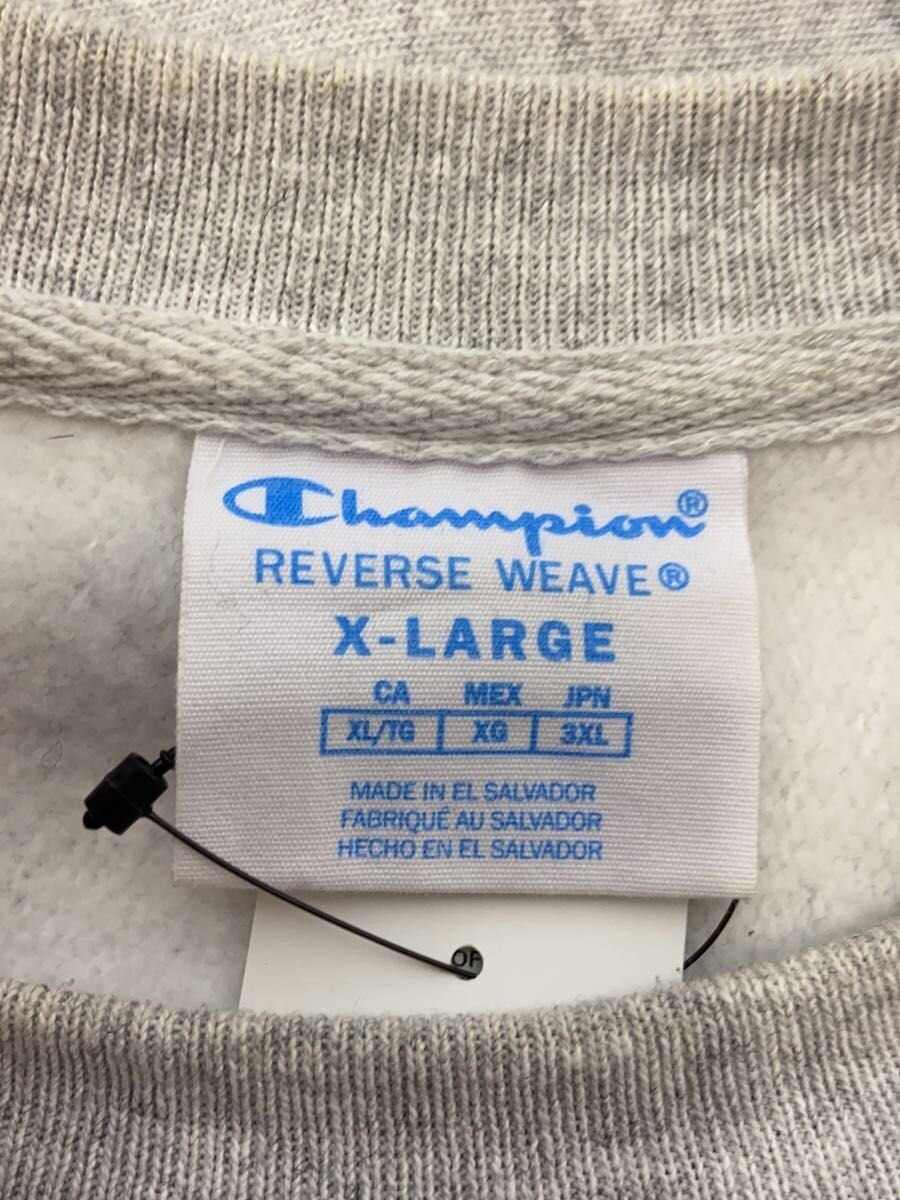 Champion®
REVERSE WEAVE®
X-LARGE
CA MEX JPN
XL/TG XG 3XL
MADE IN EL SALVADOR
FABRIQUÉ AU SALVADOR
HECHO EN EL SALVADOR
OF